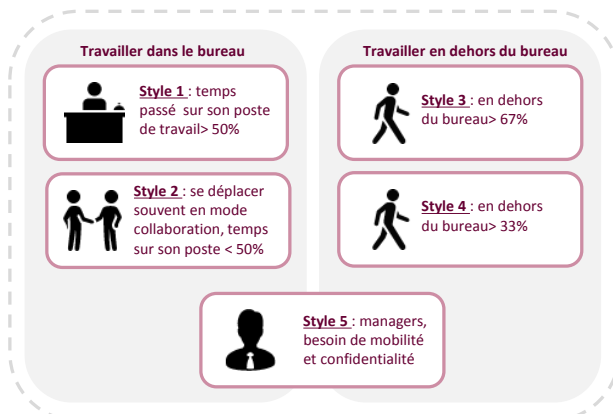 Travailler dans le bureau
Style 1 : temps
passé sur son poste
de travail> 50%
Style 2 : se déplacer
souvent en mode
collaboration, temps
sur son poste < 50%
Travailler en dehors du bureau
Style 3 : en dehors
du bureau> 67%
Style 4 : en dehors
du bureau> 33%
Style 5 : managers,
besoin de mobilité
et confidentialité